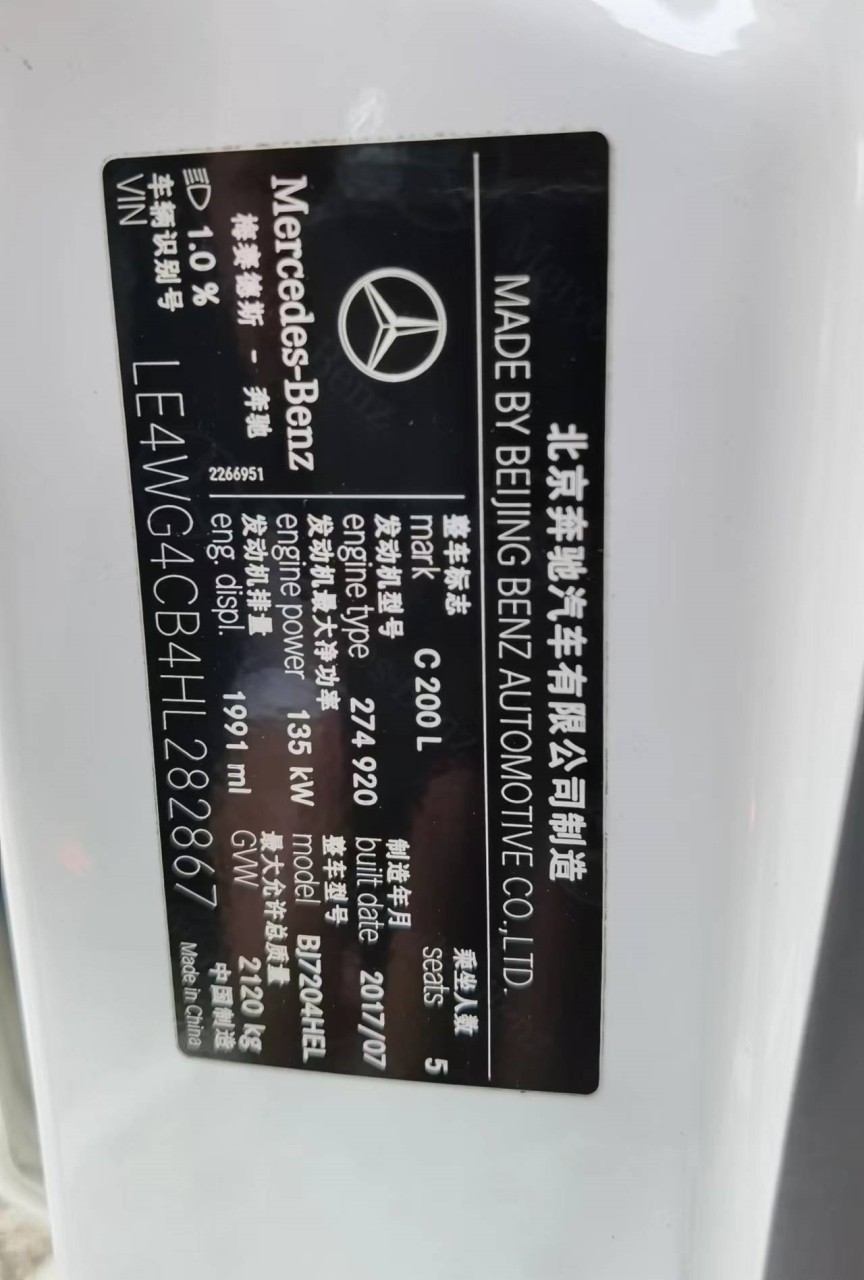 北京奔驰汽车有限公司制造
MADE BY BEIJING BENZ AUTOMOTIVE CO.,LTD.
Mercedes-Benz
梅赛德斯 - 奔驰
2266951
1.0 %
整车标志
mark C 200 L
乘坐人数
seats 5
发动机型号
engine type 274 920
制造年月
built date 2017/07
发动机最大净功率
engine power 135 kW
整车型号
model BJ7204HEL
发动机排量
eng. displ. 1991 ml
最大允许总质量
GVW 2120 kg
车辆识别号
VIN LE4WG4CB4HL282867
中国制造
Made in China